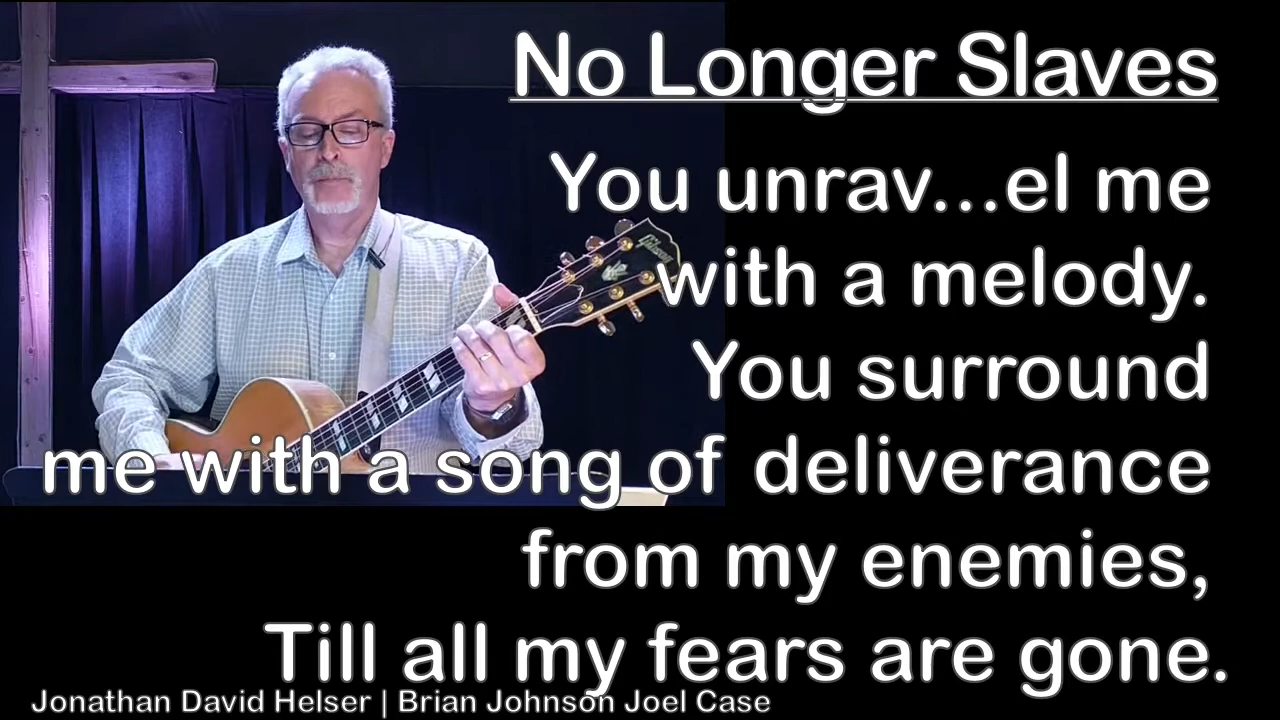 No Longer Slaves
You unrav...el me
Gibson
with a melody.
You surround
me with a song of deliverance
from my enemies,
Till all my fears are gone.
Jonathan David Helser | Brian Johnson Joel Case